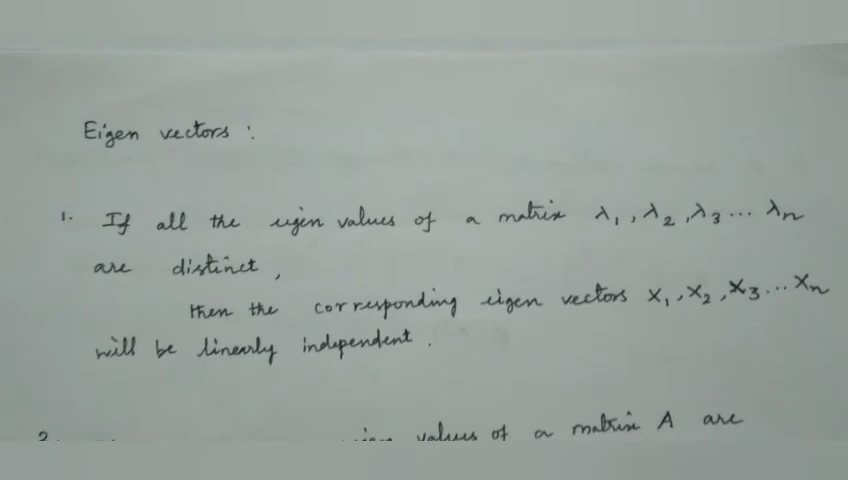 Eigen vectors :
1. If all the eigen values of a matrix λ₁, λ₂, λ₃ ... λₙ
are distinct,
then the corresponding eigen vectors X₁, X₂, X₃ ... Xₙ
will be linearly independent.
2. values of a matrix A are